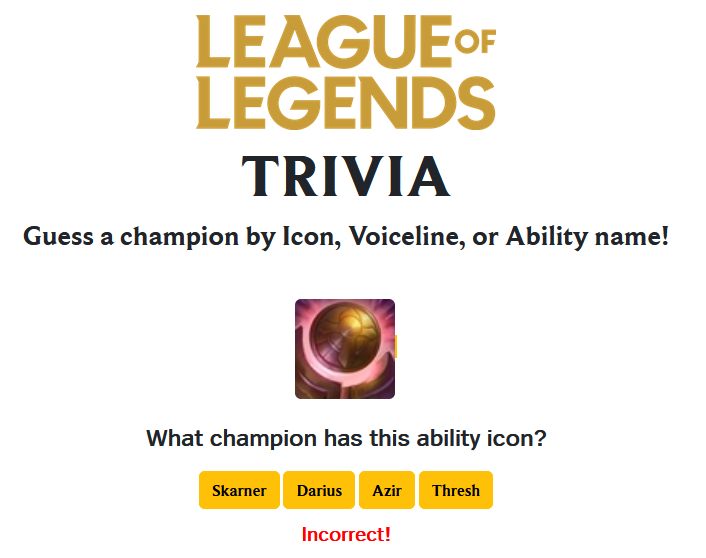 LEAGUE OF
LEGENDS
TRIVIA
Guess a champion by Icon, Voiceline, or Ability name!
What champion has this ability icon?
Skarner Darius Azir Thresh
Incorrect!